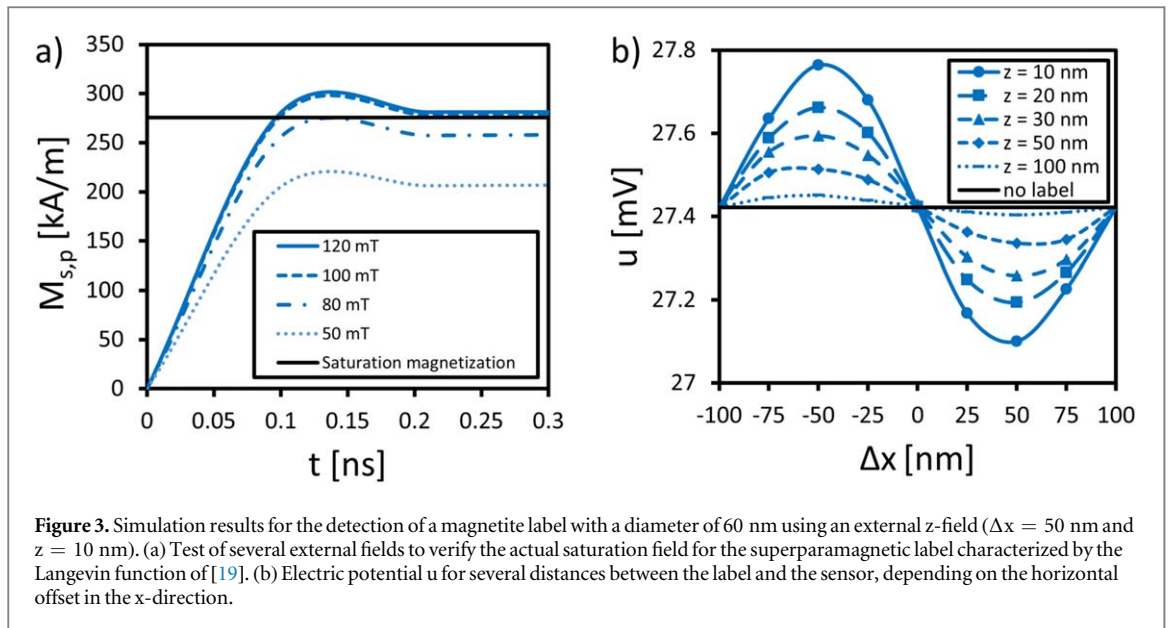 a)
350
300
250
200
150
100
50
0
M_{s,p} [kA/m]
120 mT
100 mT
80 mT
50 mT
Saturation magnetization
0 0.05 0.1 0.15 0.2 0.25 0.3
t [ns]
b)
27.8
27.6
27.4
27.2
27
u [mV]
z = 10 nm
z = 20 nm
z = 30 nm
z = 50 nm
z = 100 nm
no label
-100 -75 -50 -25 0 25 50 75 100
Δx [nm]
Figure 3. Simulation results for the detection of a magnetite label with a diameter of 60 nm using an external z-field (Δx = 50 nm and
z = 10 nm). (a) Test of several external fields to verify the actual saturation field for the superparamagnetic label characterized by the
Langevin function of [19]. (b) Electric potential u for several distances between the label and the sensor, depending on the horizontal
offset in the x-direction.